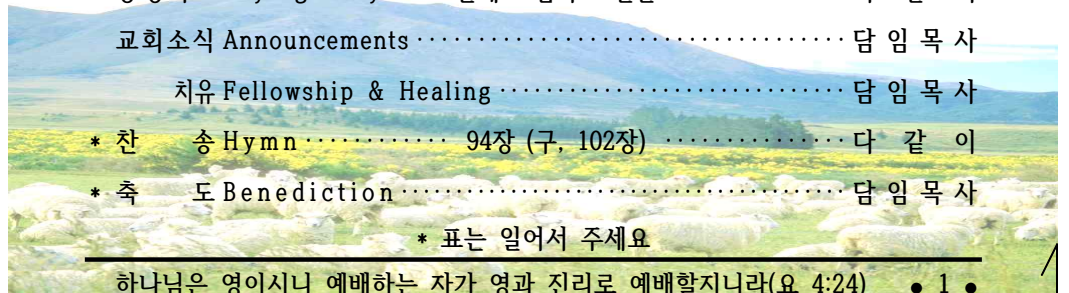 교회소식 Announcements ································· 담 임 목 사
치유 Fellowship & Healing ···························· 담 임 목 사
* 찬 송 Hymn ············ 94장 (구, 102장) ··············· 다 같 이
* 축 도 Benediction ···································· 담 임 목 사
* 표는 일어서 주세요
하나님은 영이시니 예배하는 자가 영과 진리로 예배할지니라(요 4:24) ● 1 ●